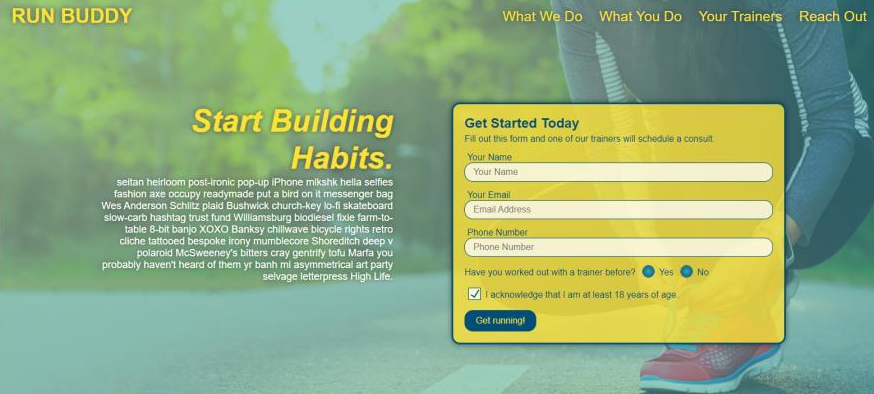 RUN BUDDY
What We Do What You Do Your Trainers Reach Out
Start Building
Habits.
seitan heirloom post-ironic pop-up iPhone mlkshk hella selfies
fashion axe occupy readymade put a bird on it messenger bag
Wes Anderson Schlitz plaid Bushwick church-key lo-fi skateboard
slow-carb hashtag trust fund Williamsburg biodiesel fixie farm-to-
table 8-bit banjo XOXO Banksy chillwave bicycle rights retro
cliche tattooed bespoke irony mumblecore Shoreditch deep v
polaroid McSweeney's bitters cray gentrify tofu Marfa you
probably haven't heard of them yr banh mi asymmetrical art party
selvage letterpress High Life.
Get Started Today
Fill out this form and one of our trainers will schedule a consult.
Your Name
Your Name
Your Email
Email Address
Phone Number
Phone Number
Have you worked out with a trainer before? Yes No
I acknowledge that I am at least 18 years of age.
Get running!